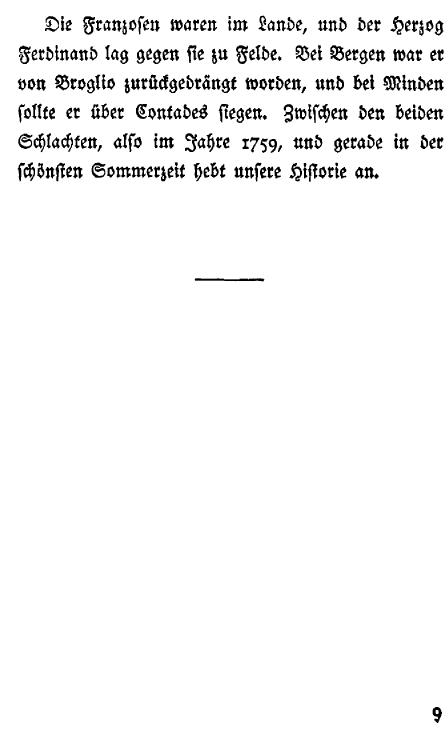 Die Franzosen waren im Lande, und der Herzog
Ferdinand lag gegen sie zu Felde. Bei Bergen war er
von Broglio zurückgedrängt worden, und bei Minden
sollte er über Contades siegen. Zwischen den beiden
Schlachten, also im Jahre 1759, und gerade in der
schönsten Sommerzeit hebt unsere Historie an.
9